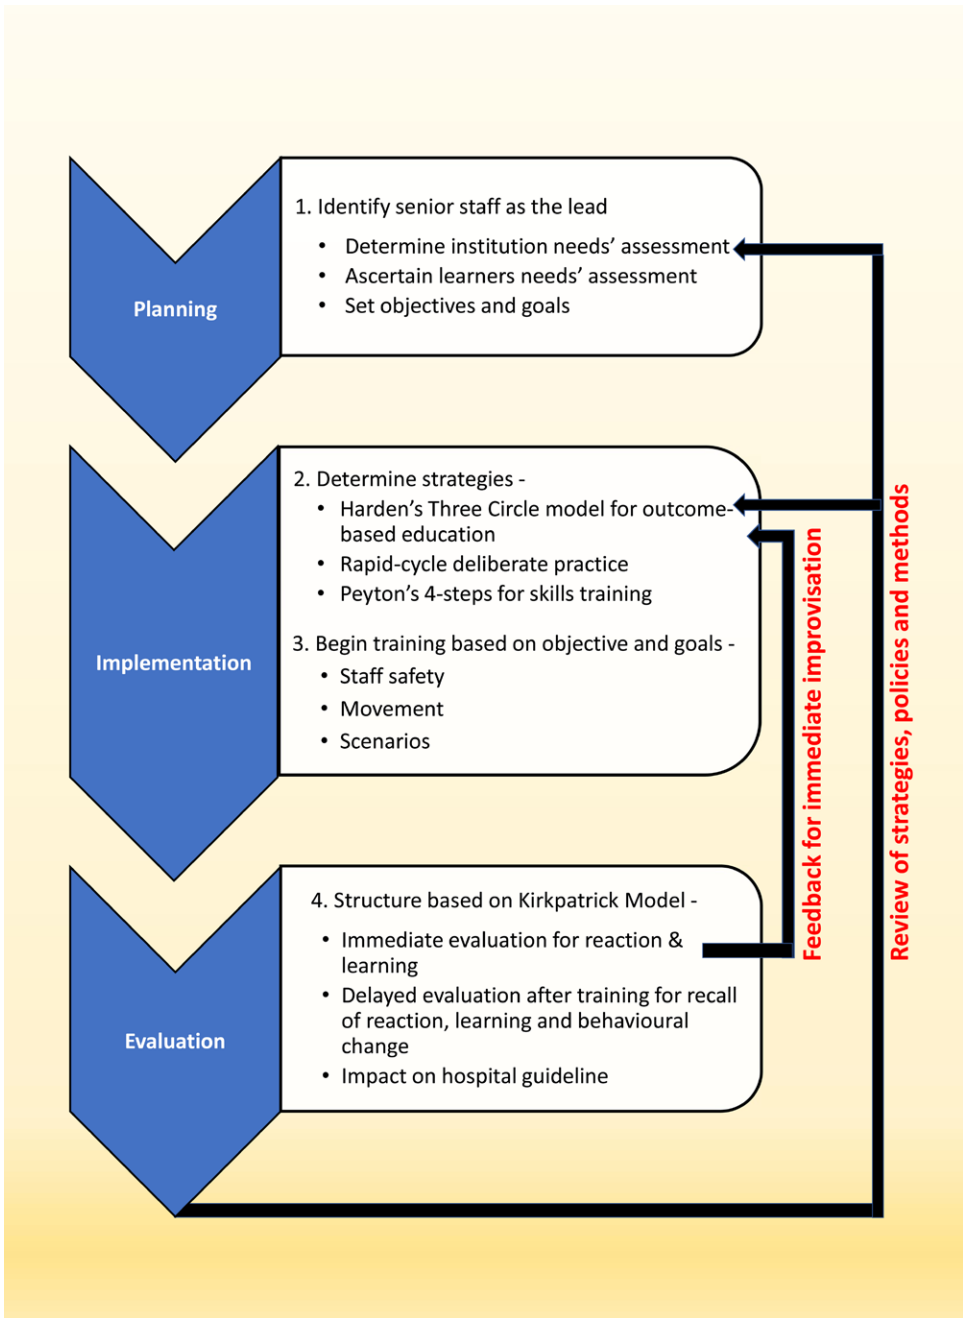 Planning
1. Identify senior staff as the lead
• Determine institution needs’ assessment
• Ascertain learners needs’ assessment
• Set objectives and goals
Implementation
2. Determine strategies -
• Harden’s Three Circle model for outcome-
based education
• Rapid-cycle deliberate practice
• Peyton’s 4-steps for skills training
3. Begin training based on objective and goals -
• Staff safety
• Movement
• Scenarios
Evaluation
4. Structure based on Kirkpatrick Model -
• Immediate evaluation for reaction &
learning
• Delayed evaluation after training for recall
of reaction, learning and behavioural
change
• Impact on hospital guideline
Feedback for immediate improvisation
Review of strategies, policies and methods